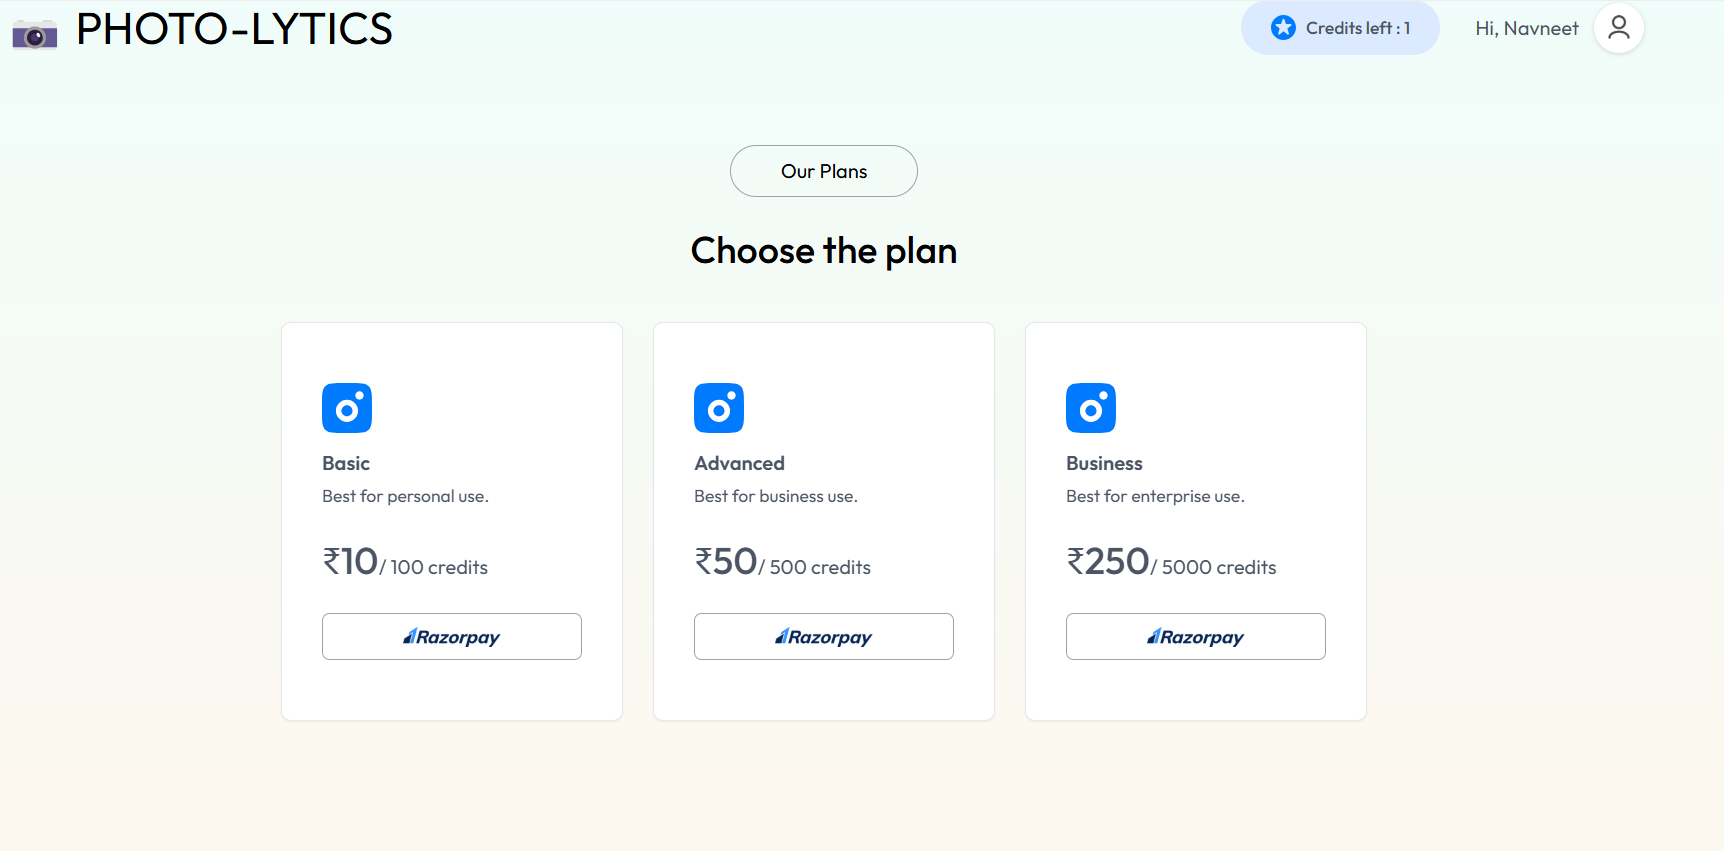 PHOTO-LYTICS
Credits left : 1
Hi, Navneet
Our Plans
Choose the plan
Basic
Best for personal use.
₹10/ 100 credits
Razorpay
Advanced
Best for business use.
₹50/ 500 credits
Razorpay
Business
Best for enterprise use.
₹250/ 5000 credits
Razorpay